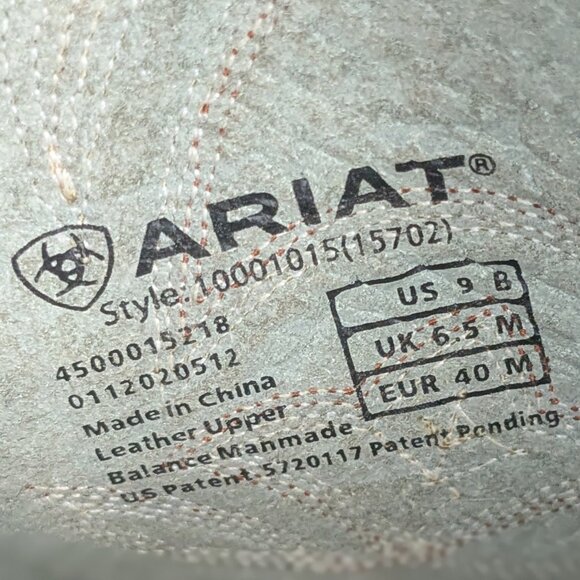 ARIAT®
Style: 10001015(15702)
4500015218
0112020512
Made in China
Leather Upper
Balance Manmade
US Patent 5720117 Patent Pending
US 9 B
UK 6.5 M
EUR 40 M